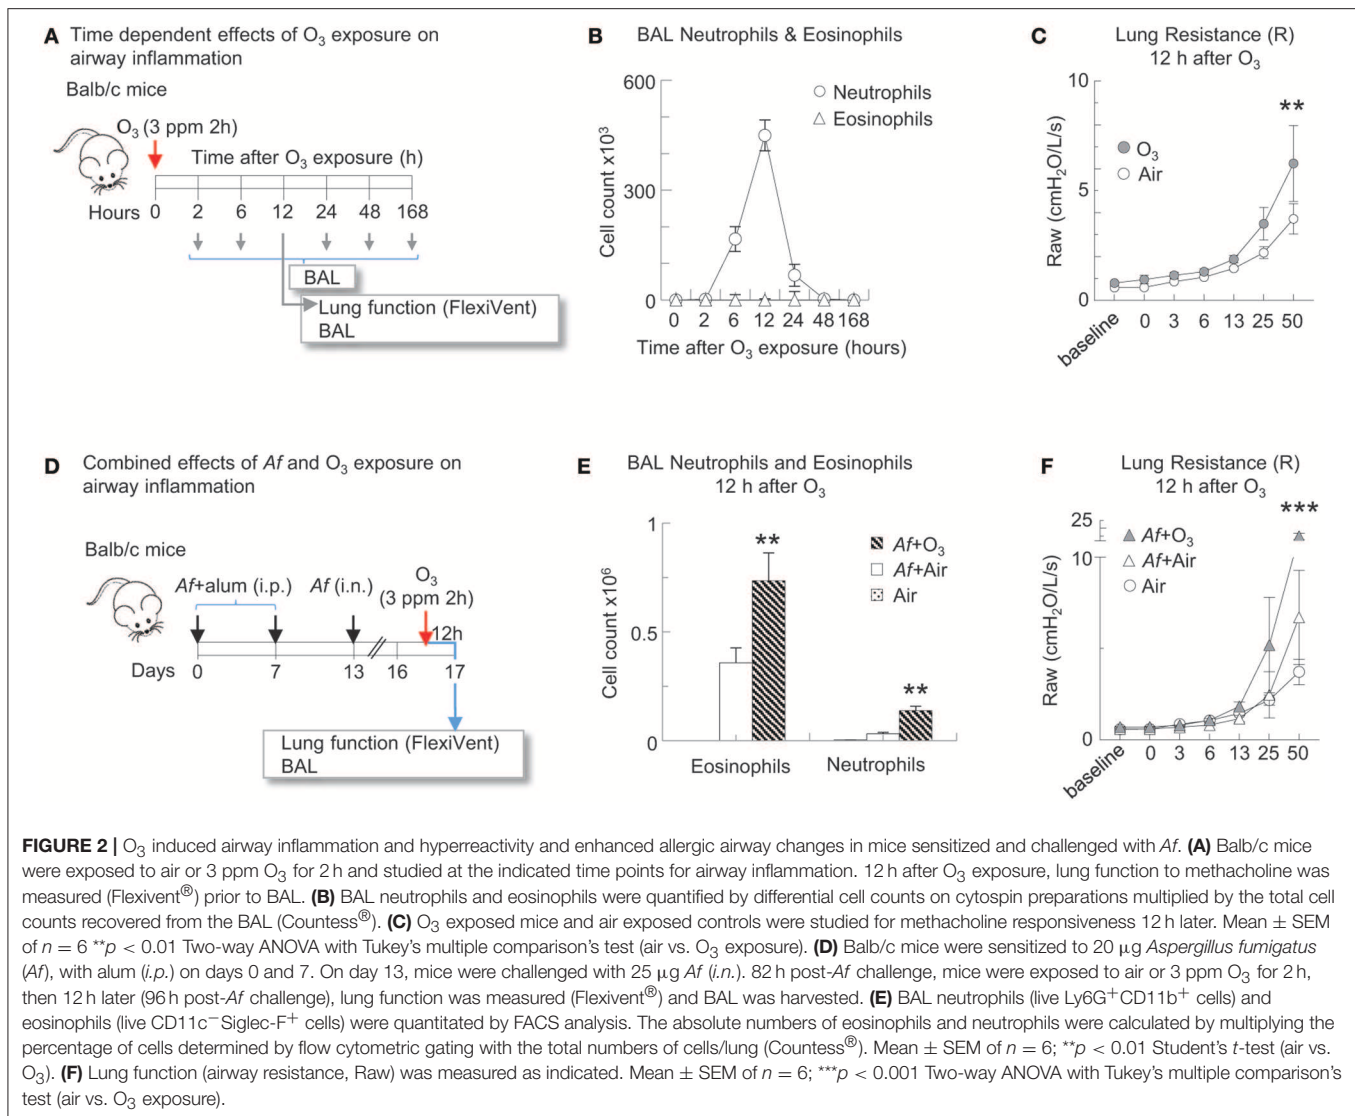 A Time dependent effects of O₃ exposure on
airway inflammation
Balb/c mice
O₃ (3 ppm 2h)
Time after O₃ exposure (h)
Hours 0 2 6 12 24 48 168
BAL
Lung function (FlexiVent)
BAL
B BAL Neutrophils & Eosinophils
600
300
0
Cell count x10³
Neutrophils
Eosinophils
0 2 6 12 24 48 168
Time after O₃ exposure (hours)
C Lung Resistance (R)
12 h after O₃
10
5
0
Raw (cmH₂O/L/s)
**
O₃
Air
baseline 0 3 6 13 25 50
D Combined effects of Af and O₃ exposure on
airway inflammation
Balb/c mice
Af+alum (i.p.)
Af (i.n.)
O₃
(3 ppm 2h)
12h
Days 0 7 13 16 17
Lung function (FlexiVent)
BAL
E BAL Neutrophils and Eosinophils
12 h after O₃
1
0.5
0
Cell count x10⁶
**
**
Af+O₃
Af+Air
Air
Eosinophils Neutrophils
F Lung Resistance (R)
12 h after O₃
25
10
0
Raw (cmH₂O/L/s)
***
Af+O₃
Af+Air
Air
baseline 0 3 6 13 25 50
FIGURE 2 | O₃ induced airway inflammation and hyperreactivity and enhanced allergic airway changes in mice sensitized and challenged with Af. (A) Balb/c mice
were exposed to air or 3 ppm O₃ for 2 h and studied at the indicated time points for airway inflammation. 12 h after O₃ exposure, lung function to methacholine was
measured (Flexivent®) prior to BAL. (B) BAL neutrophils and eosinophils were quantified by differential cell counts on cytospin preparations multiplied by the total cell
counts recovered from the BAL (Countess®). (C) O₃ exposed mice and air exposed controls were studied for methacholine responsiveness 12 h later. Mean ± SEM
of n = 6 **p < 0.01 Two-way ANOVA with Tukey's multiple comparison's test (air vs. O₃ exposure). (D) Balb/c mice were sensitized to 20 μg Aspergillus fumigatus
(Af), with alum (i.p.) on days 0 and 7. On day 13, mice were challenged with 25 μg Af (i.n.). 82 h post-Af challenge, mice were exposed to air or 3 ppm O₃ for 2 h,
then 12 h later (96 h post-Af challenge), lung function was measured (Flexivent®) and BAL was harvested. (E) BAL neutrophils (live Ly6G⁺CD11b⁺ cells) and
eosinophils (live CD11c⁻Siglec-F⁺ cells) were quantitated by FACS analysis. The absolute numbers of eosinophils and neutrophils were calculated by multiplying the
percentage of cells determined by flow cytometric gating with the total numbers of cells/lung (Countess®). Mean ± SEM of n = 6; **p < 0.01 Student's t-test (air vs.
O₃). (F) Lung function (airway resistance, Raw) was measured as indicated. Mean ± SEM of n = 6; ***p < 0.001 Two-way ANOVA with Tukey's multiple comparison's
test (air vs. O₃ exposure).